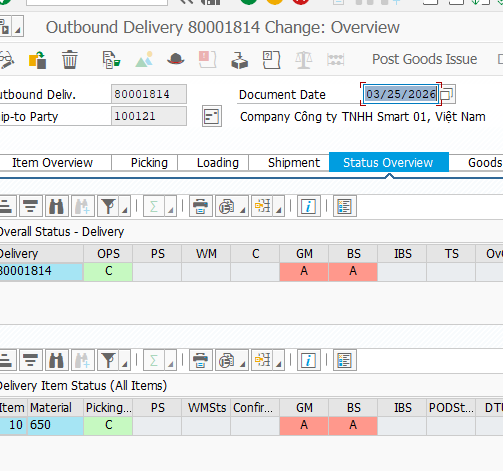 Outbound Delivery 80001814 Change: Overview
Post Goods Issue
utbound Deliv. 80001814 Document Date 03/25/2026
ip-to Party 100121 Company Công ty TNHH Smart 01, Việt Nam
Item Overview Picking Loading Shipment Status Overview Goods
Overall Status - Delivery
Delivery OPS PS WM C GM BS IBS TS OvC
80001814 C A A
Delivery Item Status (All Items)
Item Material Picking... PS WMSts Confir... GM BS IBS PODSt... DT
10 650 C A A